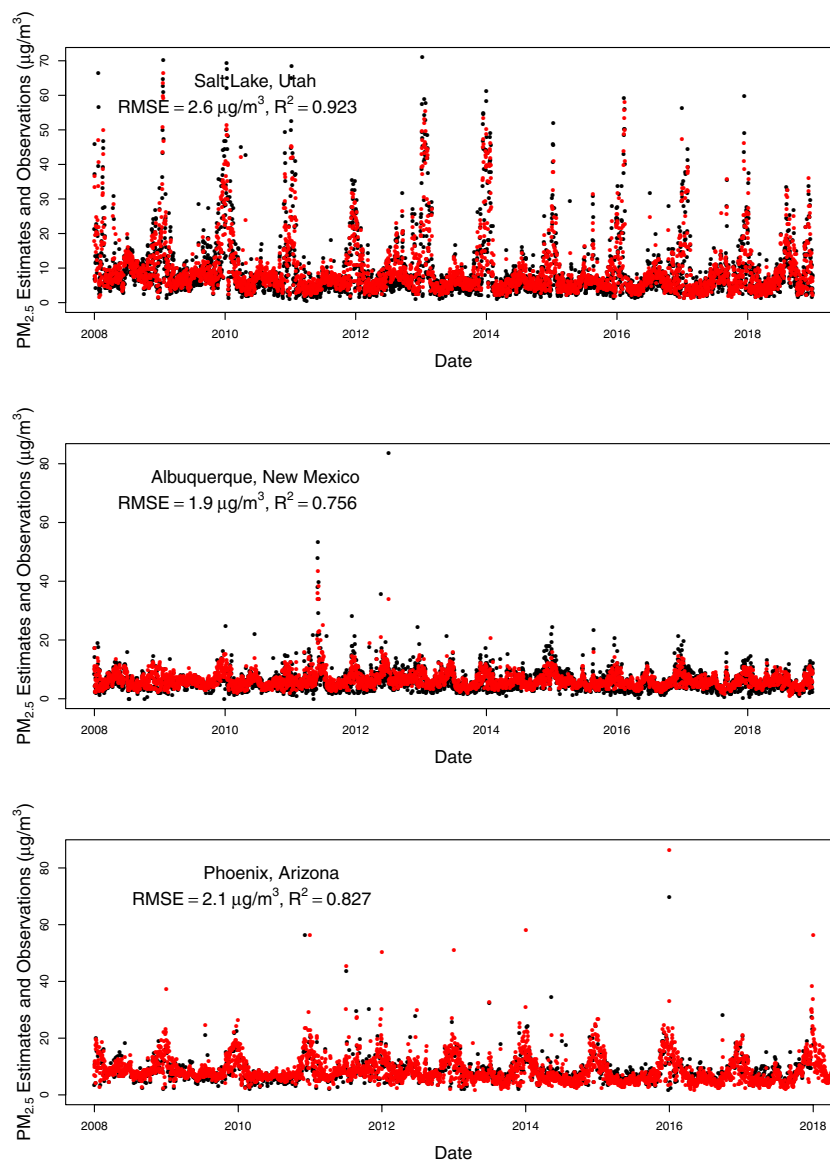 PM2.5 Estimates and Observations (μg/m3)
70
60
50
40
30
20
10
0
Salt Lake, Utah
RMSE = 2.6 μg/m3, R2 = 0.923
2008 2010 2012 2014 2016 2018
Date
PM2.5 Estimates and Observations (μg/m3)
80
60
40
20
0
Albuquerque, New Mexico
RMSE = 1.9 μg/m3, R2 = 0.756
2008 2010 2012 2014 2016 2018
Date
PM2.5 Estimates and Observations (μg/m3)
80
60
40
20
0
Phoenix, Arizona
RMSE = 2.1 μg/m3, R2 = 0.827
2008 2010 2012 2014 2016 2018
Date